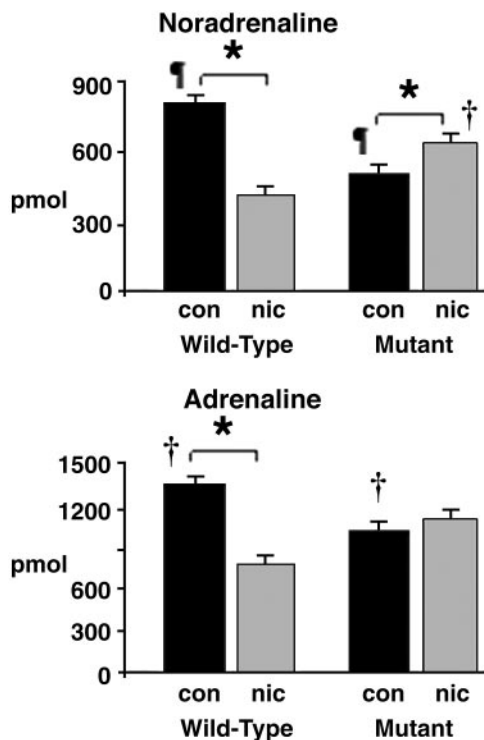 Noradrenaline
¶ * * †
900
¶
600
pmol
300
0
con nic con nic
Wild-Type Mutant
Adrenaline
† *
1500
†
1200
pmol
600
300
0
con nic con nic
Wild-Type Mutant